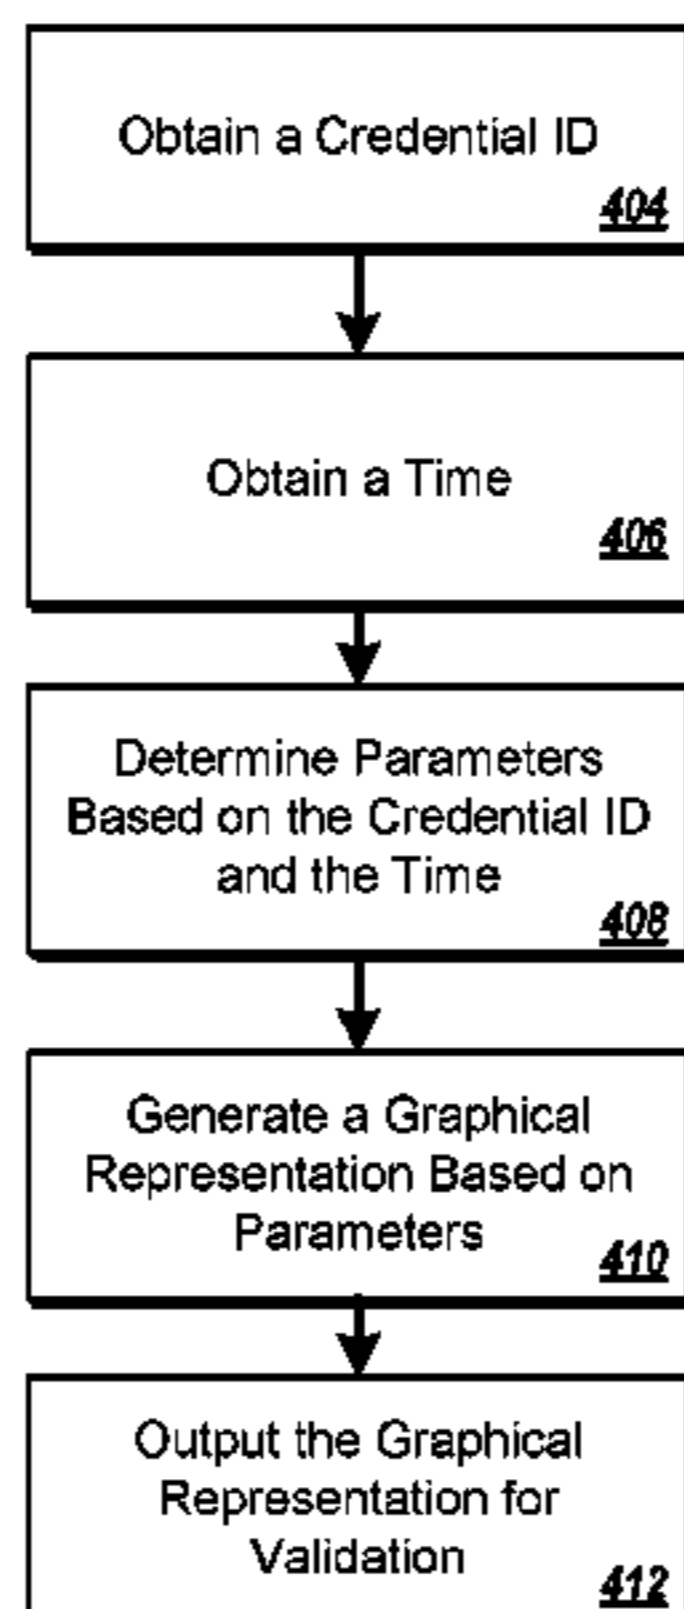 Obtain a Credential ID
404
Obtain a Time
406
Determine Parameters
Based on the Credential ID
and the Time
408
Generate a Graphical
Representation Based on
Parameters
410
Output the Graphical
Representation for
Validation
412